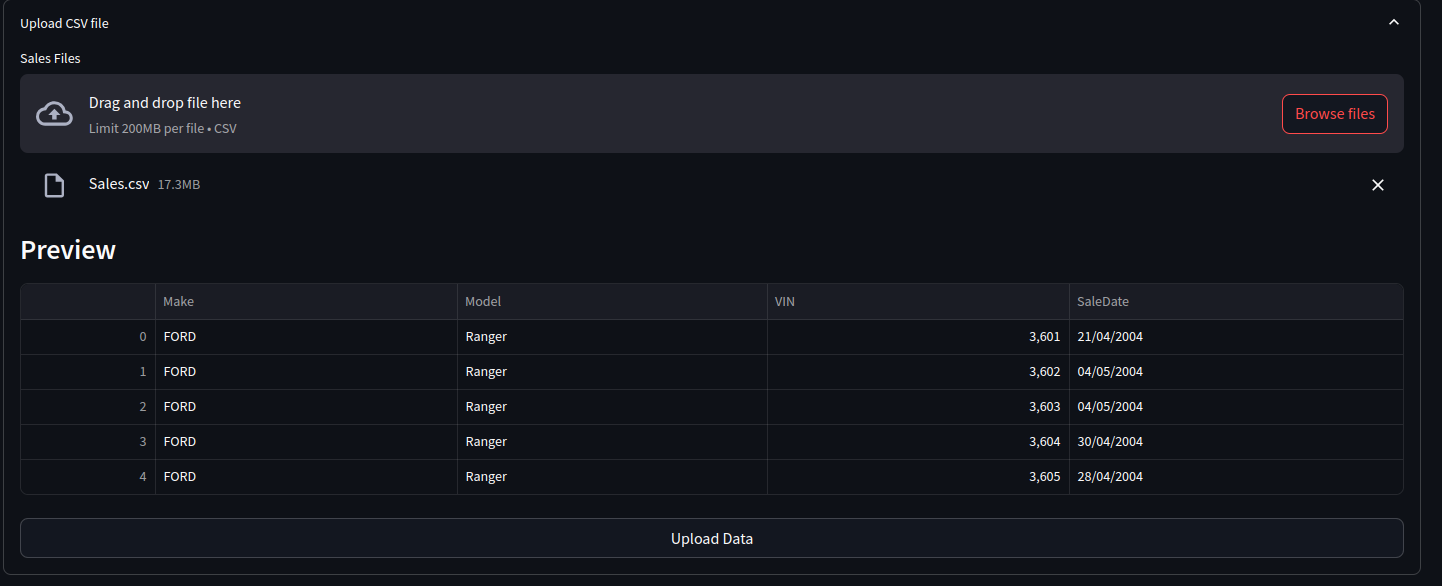 Upload CSV file
Sales Files
Drag and drop file here
Limit 200MB per file • CSV
Browse files
Sales.csv 17.3MB
Preview
Make Model VIN SaleDate
0 FORD Ranger 3,601 21/04/2004
1 FORD Ranger 3,602 04/05/2004
2 FORD Ranger 3,603 04/05/2004
3 FORD Ranger 3,604 30/04/2004
4 FORD Ranger 3,605 28/04/2004
Upload Data